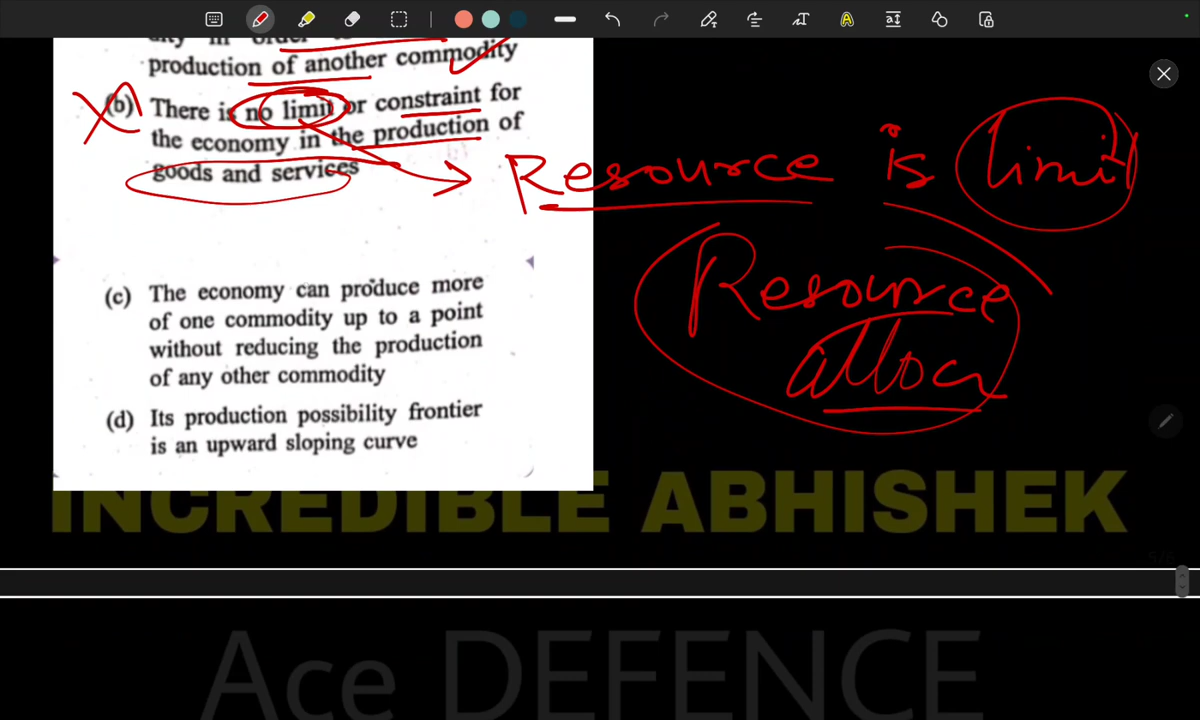 dity in order
production of another commodity
(b) There is no limit or constraint for
the economy in the production of
goods and services
Resource is limit
Resource
alloca
(c) The economy can produce more
of one commodity up to a point
without reducing the production
of any other commodity
(d) Its production possibility frontier
is an upward sloping curve
INCREDIBLE ABHISHEK
Ace DEFENCE